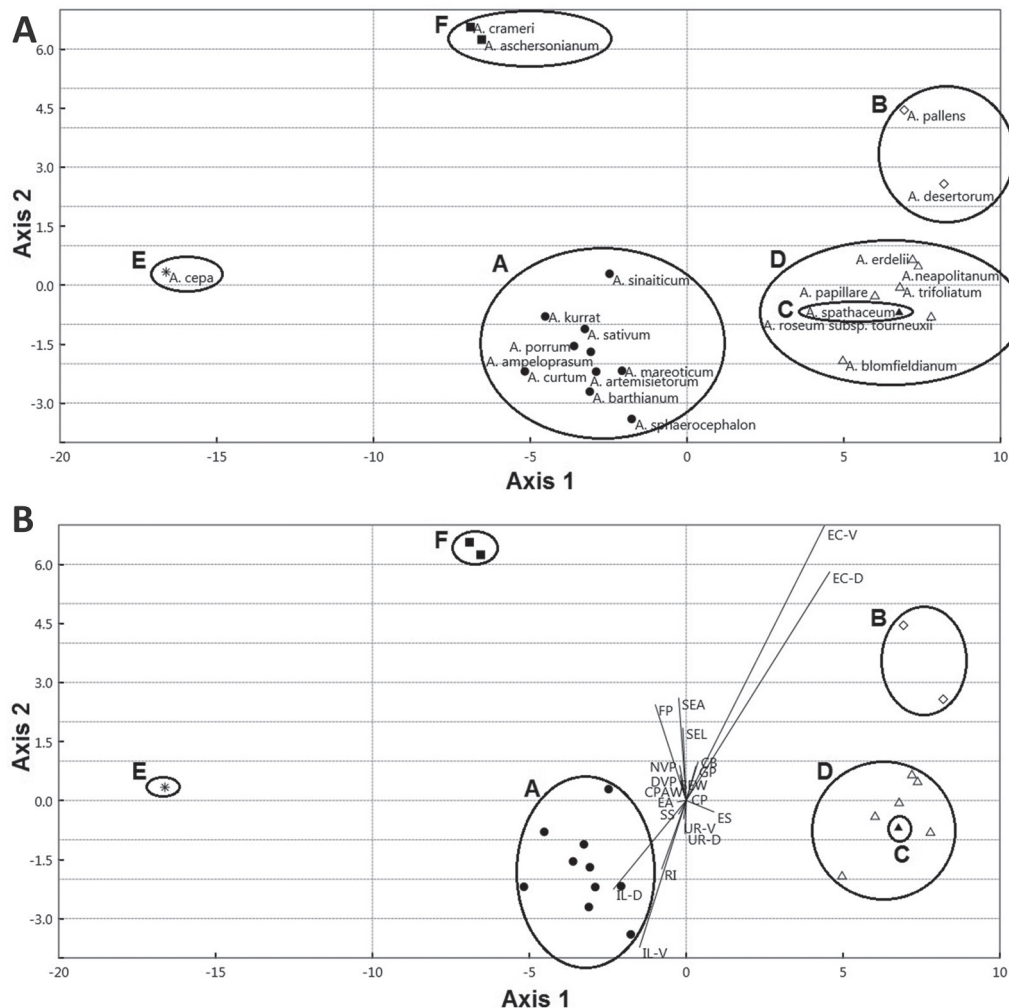 A
F
A. crameri
A. aschersonianum
B
A. pallens
A. desertorum
E
A. cepa
A
A. sinaiticum
A. kurrat
A. sativum
A. porrum
A. ampeloprasum
A. curtum
A. mareoticum
A. artemisietorum
A. barthianum
A. sphaerocephalon
D
A. erdelii
A. neapolitanum
A. trifoliatum
A. papillare
C
A. spathaceum
A. roseum subsp. tourneuxii
A. blomfieldianum
6.0
4.5
3.0
1.5
0.0
-1.5
-3.0
Axis 2
-20
-15
-10
-5
0
5
10
Axis 1
B
F
E
A
B
D
C
EC-V
EC-D
SEA
FP
SEL
CB
GP
NVP
DVP
CPAW
CP
EA
SS
ES
UR-V
UR-D
RI
IL-D
IL-V
6.0
4.5
3.0
1.5
0.0
-1.5
-3.0
Axis 2
-20
-15
-10
-5
0
5
10
Axis 1